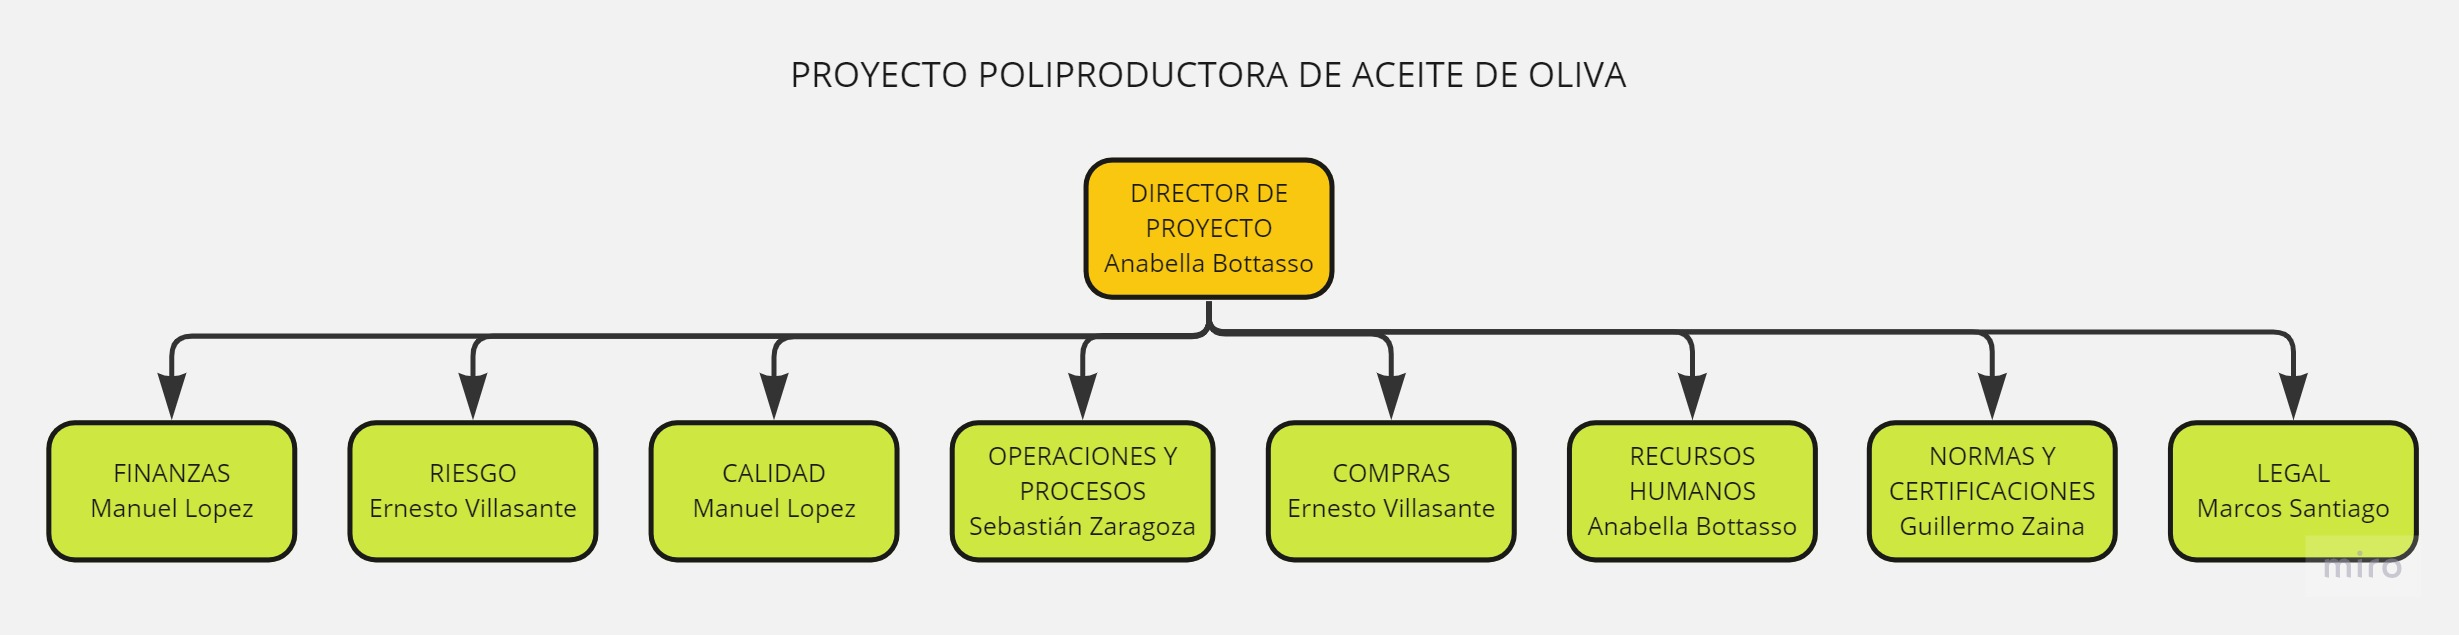 PROYECTO POLIPRODUCTORA DE ACEITE DE OLIVA
DIRECTOR DE
PROYECTO
Anabella Bottasso
FINANZAS
Manuel Lopez
RIESGO
Ernesto Villasante
CALIDAD
Manuel Lopez
OPERACIONES Y
PROCESOS
Sebastián Zaragoza
COMPRAS
Ernesto Villasante
RECURSOS
HUMANOS
Anabella Bottasso
NORMAS Y
CERTIFICACIONES
Guillermo Zaina
LEGAL
Marcos Santiago
miro